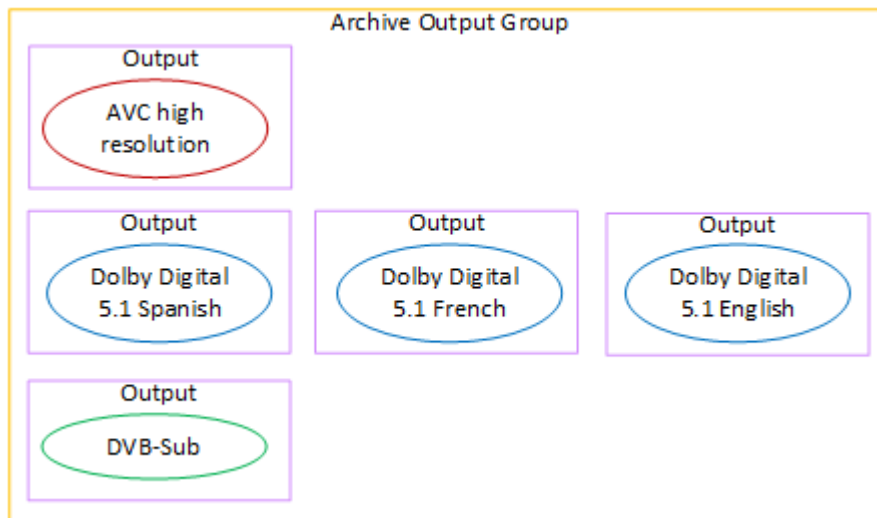 Archive Output Group
Output
AVC high
resolution
Output
Dolby Digital
5.1 Spanish
Output
Dolby Digital
5.1 French
Output
Dolby Digital
5.1 English
Output
DVB-Sub